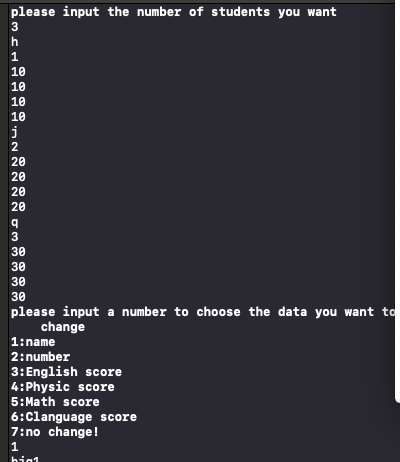 please input the number of students you want
3
h
1
10
10
10
10
j
2
20
20
20
20
q
3
30
30
30
30
please input a number to choose the data you want to
change
1:name
2:number
3:English score
4:Physic score
5:Math score
6:Clanguage score
7:no change!
1